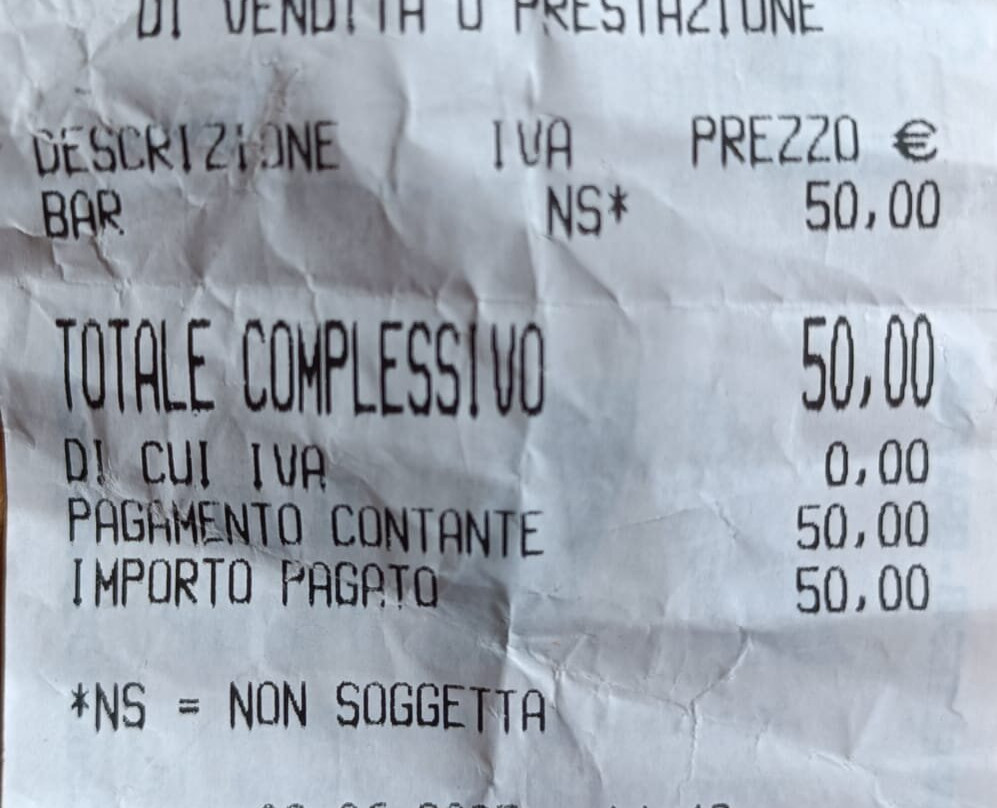 DI VENDITA O PRESTAZIONE
DESCRIZIONE IVA PREZZO €
BAR NS* 50,00
TOTALE COMPLESSIVO 50,00
DI CUI IVA 0,00
PAGAMENTO CONTANTE 50,00
IMPORTO PAGATO 50,00
*NS = NON SOGGETTA